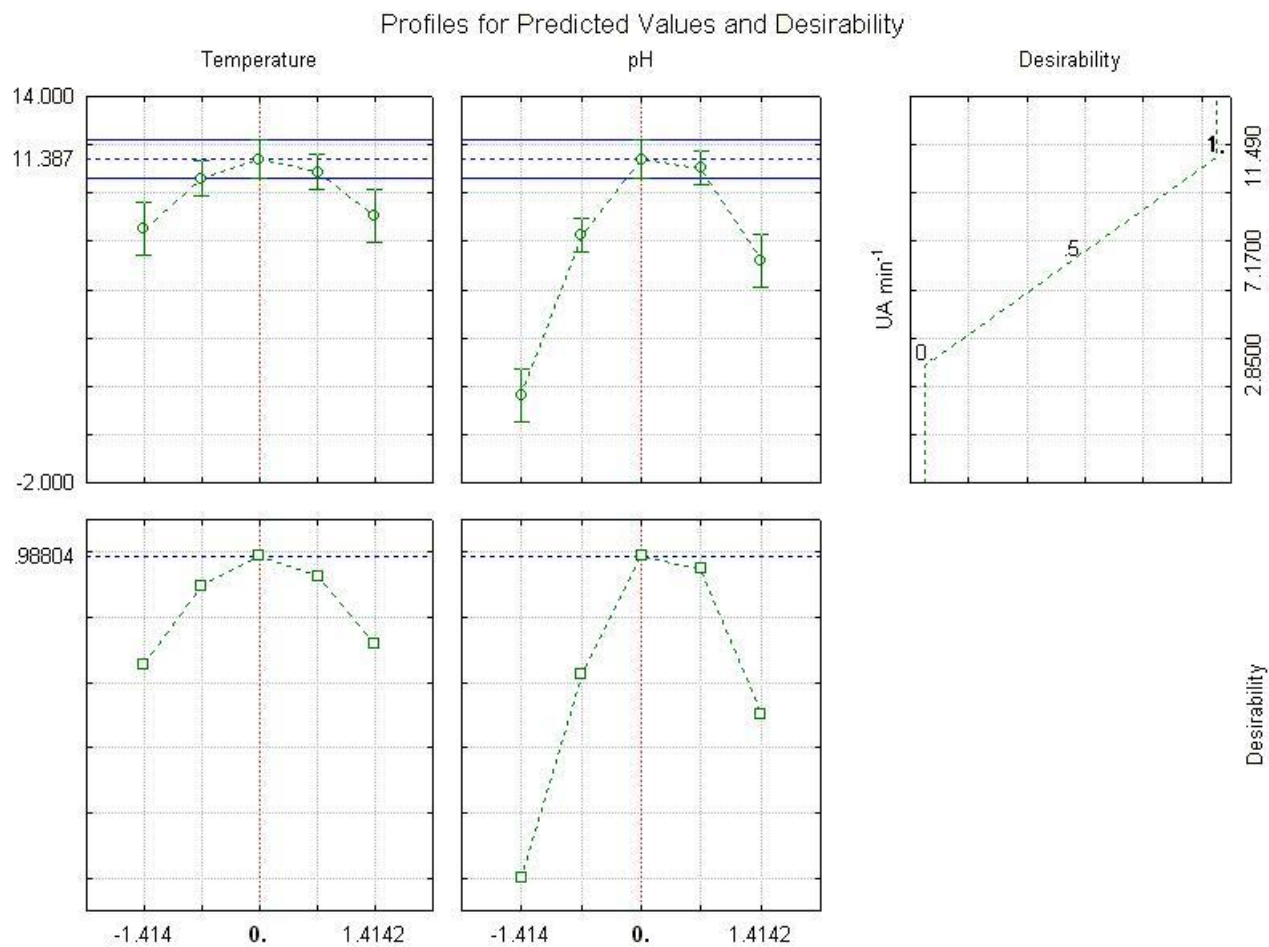 Profiles for Predicted Values and Desirability
Temperature
pH
Desirability
14.000
11.387
-2.000
UA min⁻¹
1.
.5
0
11.490
7.1700
2.8500
.98804
Desirability
-1.414
0.
1.4142
-1.414
0.
1.4142